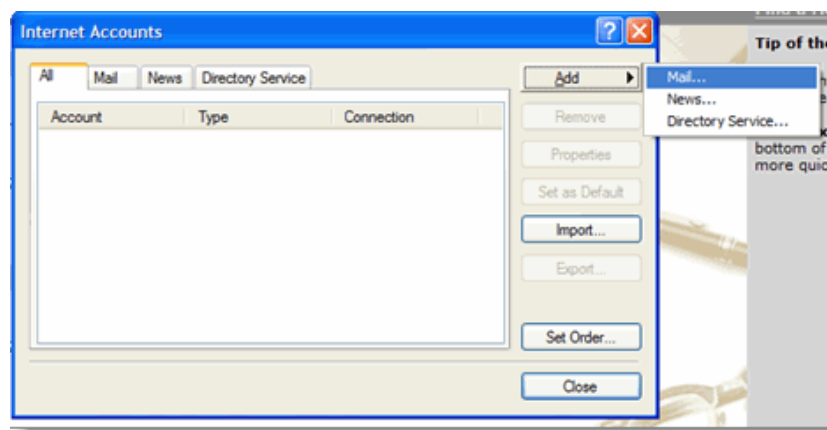 Internet Accounts
Tip of the
All Mail News Directory Service
Add
Mail...
News...
Directory Service...
Account Type Connection
Remove
Properties
Set as Default
Import...
Export...
Set Order...
Close
bottom of
more quic